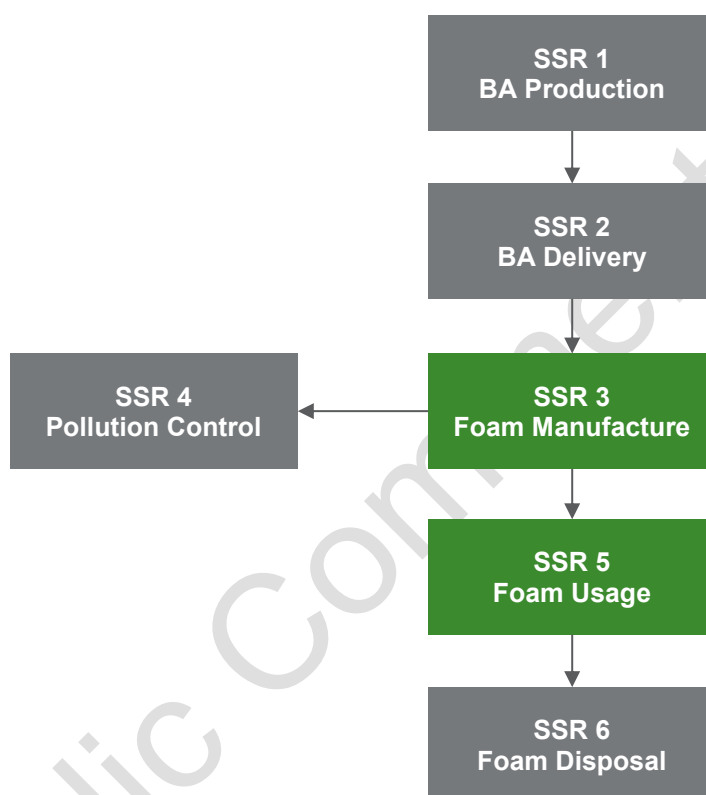 SSR 1
BA Production
SSR 2
BA Delivery
SSR 4
Pollution Control
SSR 3
Foam Manufacture
SSR 5
Foam Usage
SSR 6
Foam Disposal